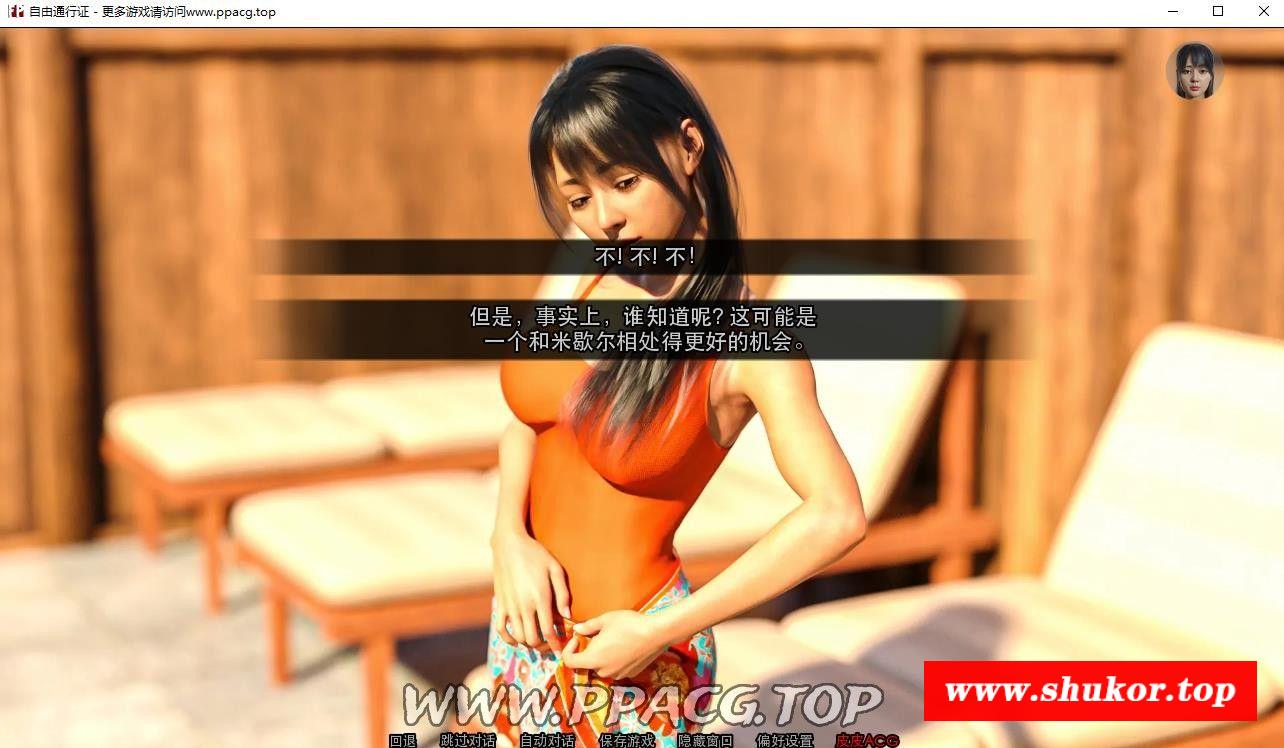 自由通行证 - 更多游戏请访问www.ppacg.top
不! 不! 不!
但是，事实上，谁知道呢? 这可能是
一个和米歇尔相处得更好的机会。
www.shukor.top
WWW.PPACG.TOP
回退 跳过对话 自动对话 保存游戏 隐藏窗口 偏好设置 皮皮ACG